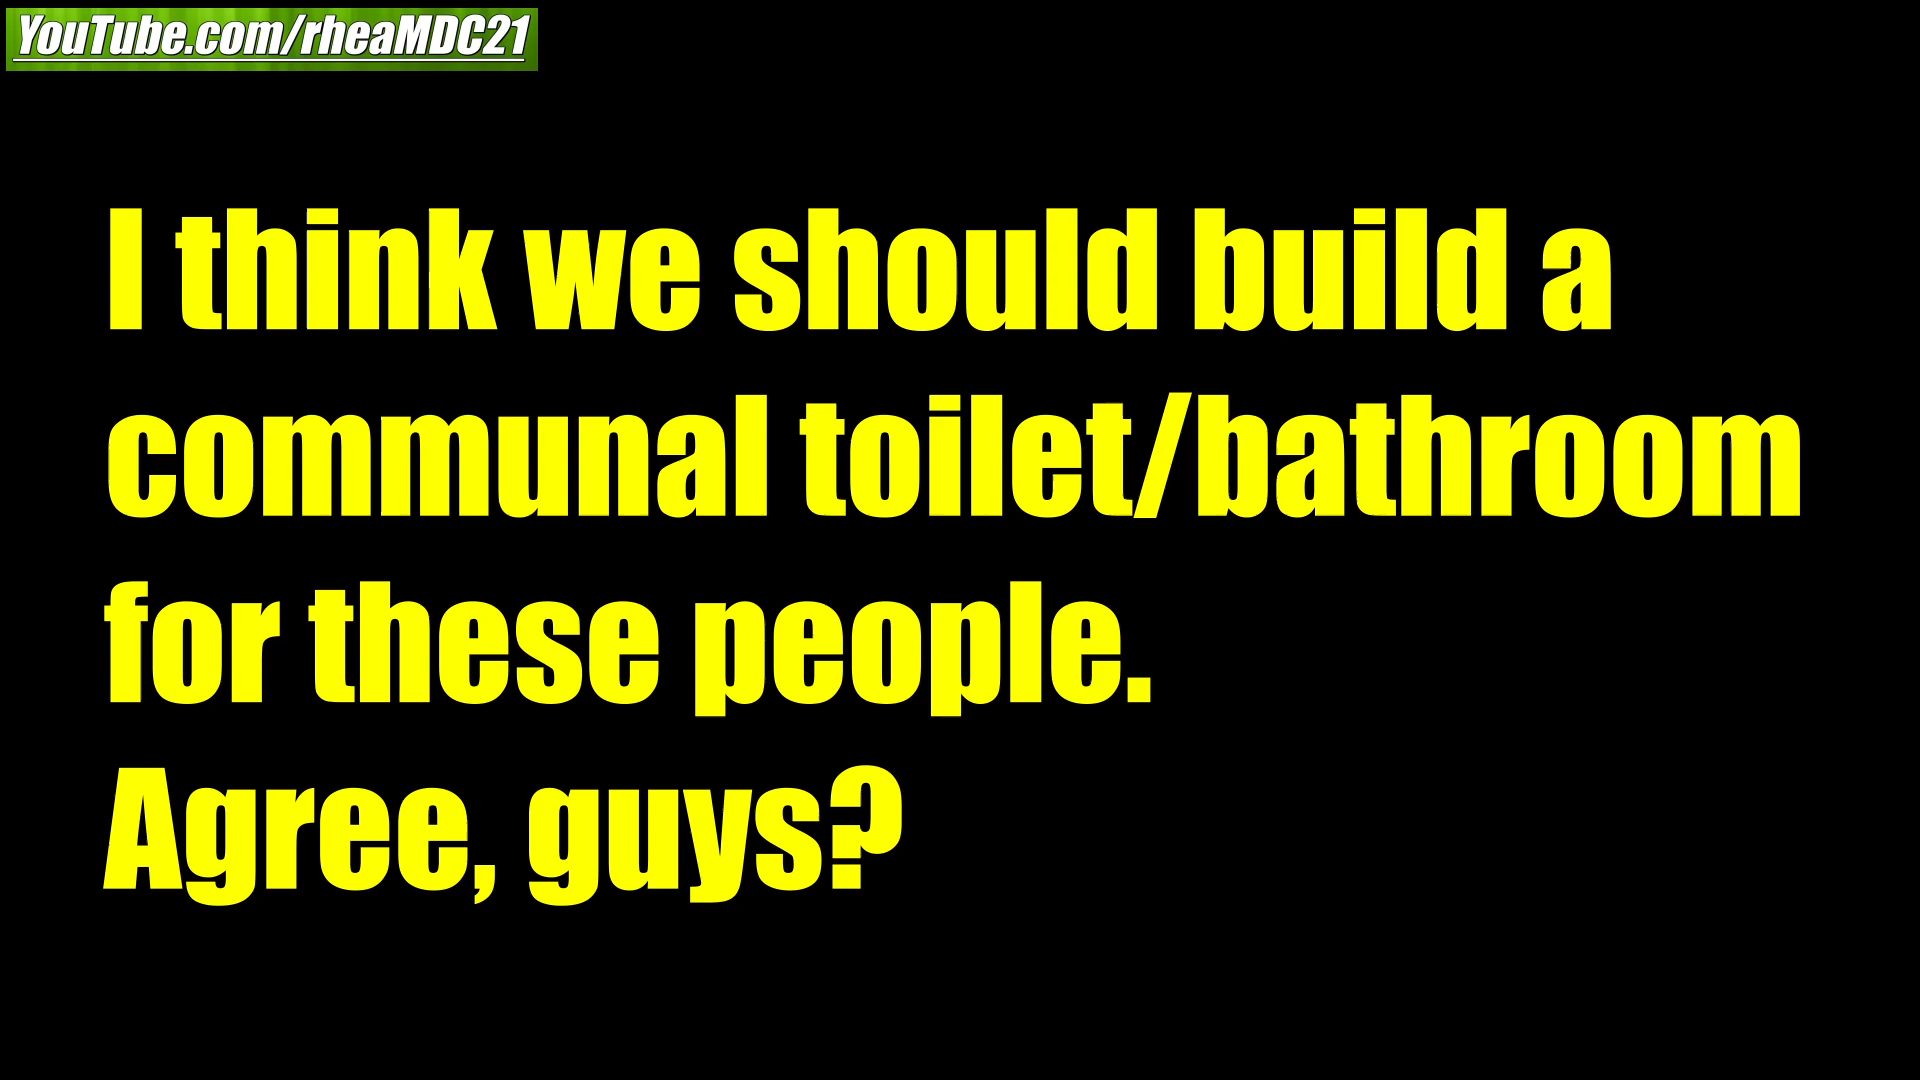 YouTube.com/rheaMDC21
I think we should build a
communal toilet/bathroom
for these people.
Agree, guys?